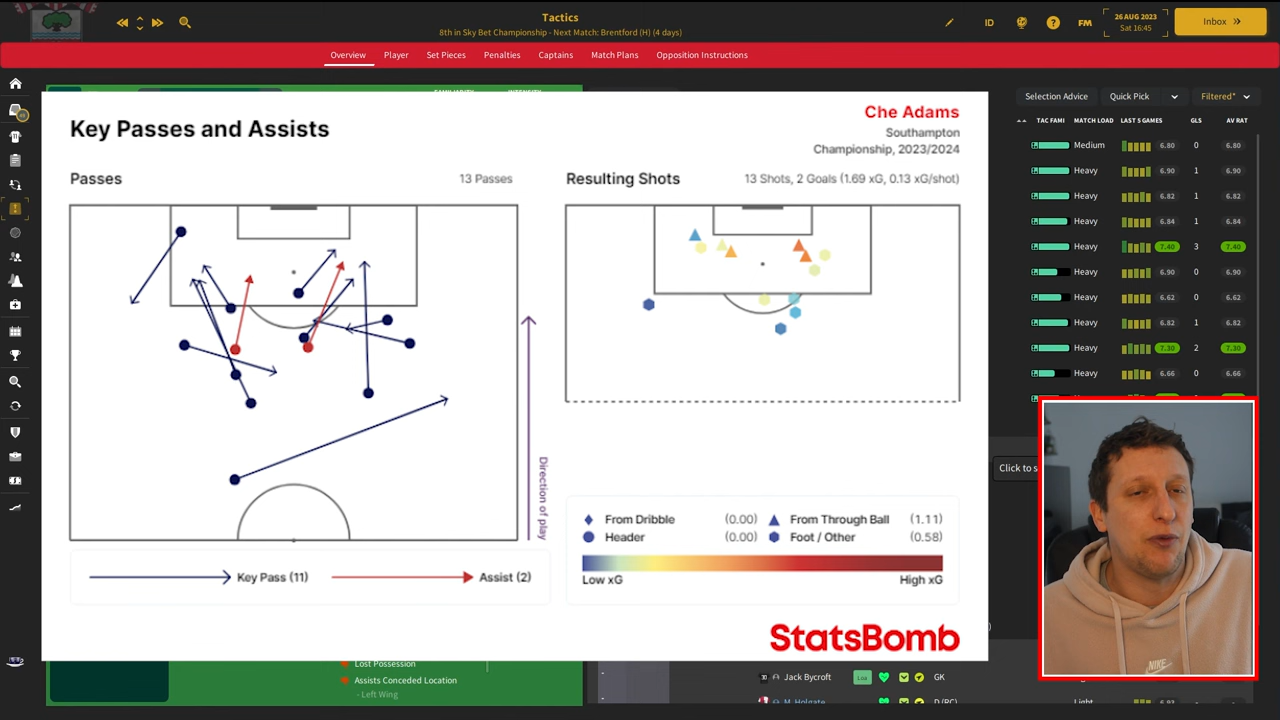 Tactics
8th in Sky Bet Championship - Next Match: Brentford (H) (4 days)
ID
?
FM
26 AUG 2023
Sat 16:45
Inbox
Overview
Player
Set Pieces
Penalties
Captains
Match Plans
Opposition Instructions
Selection Advice
Quick Pick
Filtered*
TAC FAMI
MATCH LOAD
LAST 5 GAMES
GLS
AV RAT
Medium 6.80 0 6.80
Heavy 6.90 1 6.90
Heavy 6.82 1 6.82
Heavy 6.84 1 6.84
Heavy 7.40 3 7.40
Heavy 6.90 0 6.90
Heavy 6.62 0 6.62
Heavy 6.82 1 6.82
Heavy 7.30 2 7.30
Heavy 6.66 0 6.66
Key Passes and Assists
Che Adams
Southampton
Championship, 2023/2024
Passes
13 Passes
Resulting Shots
13 Shots, 2 Goals (1.69 xG, 0.13 xG/shot)
Direction of play
Key Pass (11)
Assist (2)
From Dribble (0.00)
From Through Ball (1.11)
Header (0.00)
Foot / Other (0.58)
Low xG
High xG
StatsBomb
Click to s
Lost Possession
Assists Conceded Location
- Left Wing
Jack Bycroft
Loa
GK
M. Holgate
D (RC)
Light
NIKE